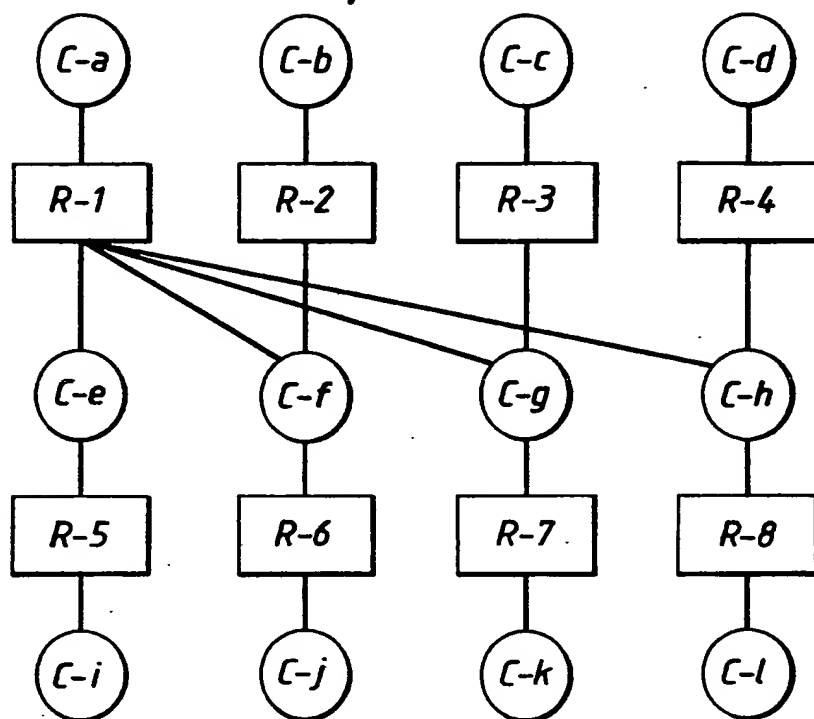 C-a C-b C-c C-d
R-1 R-2 R-3 R-4
C-e C-f C-g C-h
R-5 R-6 R-7 R-8
C-i C-j C-k C-l